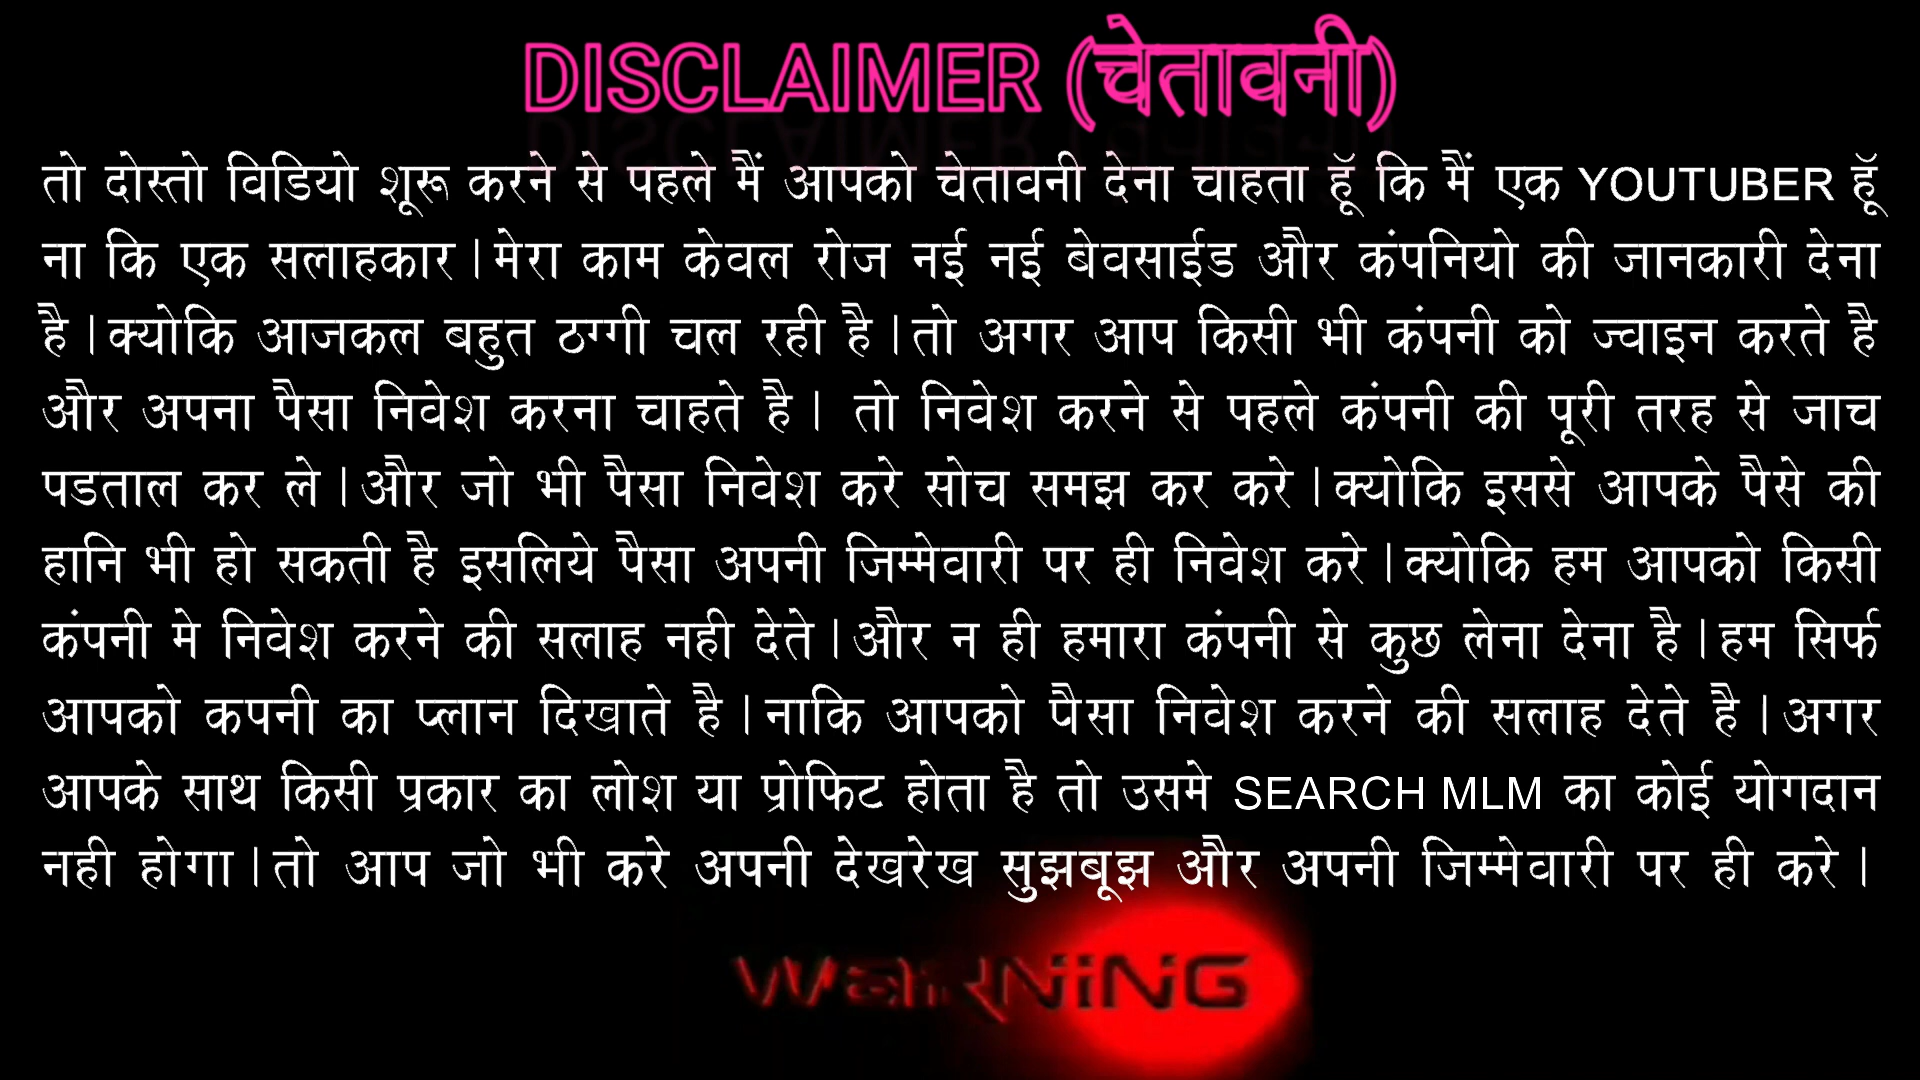 DISCLAIMER (चेतावनी)
तो दोस्तो विडियो शूरू करने से पहले मैं आपको चेतावनी देना चाहता हूॅ कि मैं एक YOUTUBER हूॅ
ना कि एक सलाहकार।मेरा काम केवल रोज नई नई बेवसाईड और कंपनियो की जानकारी देना
है।क्योकि आजकल बहुत ठग्गी चल रही है।तो अगर आप किसी भी कंपनी को ज्वाइन करते है
और अपना पैसा निवेश करना चाहते है। तो निवेश करने से पहले कंपनी की पूरी तरह से जाच
पडताल कर ले।और जो भी पैसा निवेश करे सोच समझ कर करे।क्योकि इससे आपके पैसे की
हानि भी हो सकती है इसलिये पैसा अपनी जिम्मेवारी पर ही निवेश करे।क्योकि हम आपको किसी
कंपनी मे निवेश करने की सलाह नही देते।और न ही हमारा कंपनी से कुछ लेना देना है।हम सिर्फ
आपको कपनी का प्लान दिखाते है।नाकि आपको पैसा निवेश करने की सलाह देते है।अगर
आपके साथ किसी प्रकार का लोश या प्रोफिट होता है तो उसमे SEARCH MLM का कोई योगदान
नही होगा।तो आप जो भी करे अपनी देखरेख सुझबूझ और अपनी जिम्मेवारी पर ही करे।
WaRNiNG